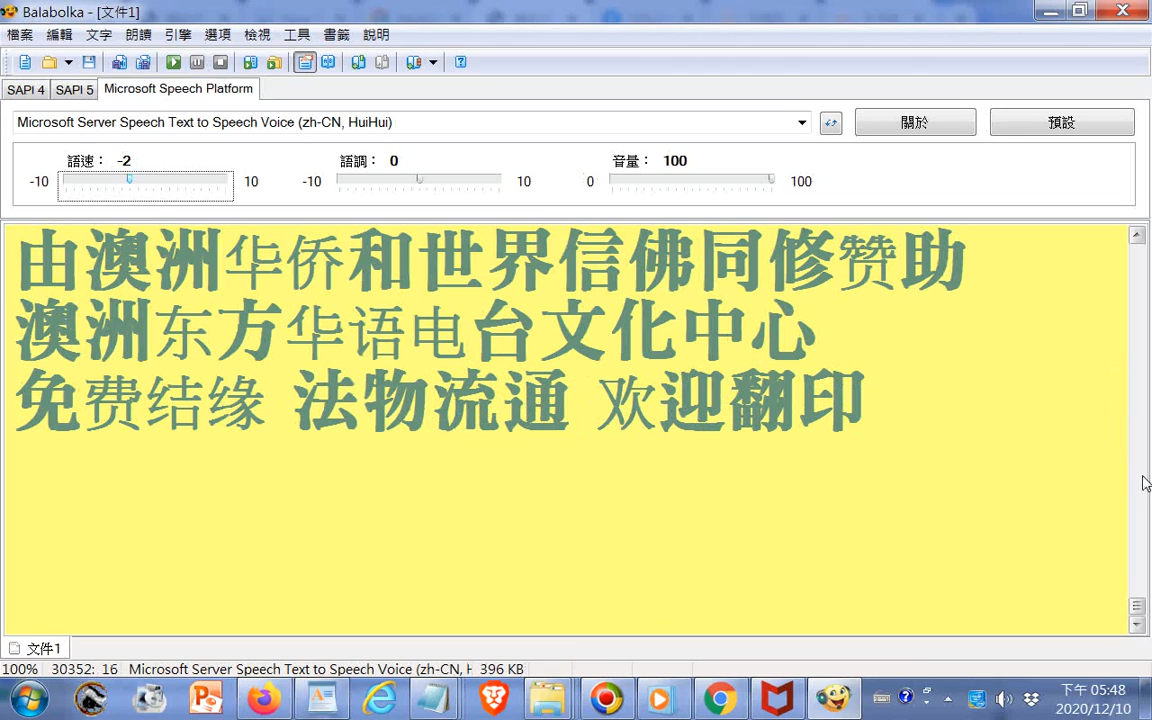 Balabolka - [文件1]
檔案 編輯 文字 朗讀 引擎 選項 檢視 工具 書籤 說明
SAPI 4 SAPI 5 Microsoft Speech Platform
Microsoft Server Speech Text to Speech Voice (zh-CN, HuiHui) 關於 預設
語速： -2 語調： 0 音量： 100
-10 10 -10 10 0 100
由澳洲华侨和世界信佛同修赞助
澳洲东方华语电台文化中心
免费结缘 法物流通 欢迎翻印
文件1
100% 30352: 16 Microsoft Server Speech Text to Speech Voice (zh-CN, H 396 KB
下午 05:48
2020/12/10